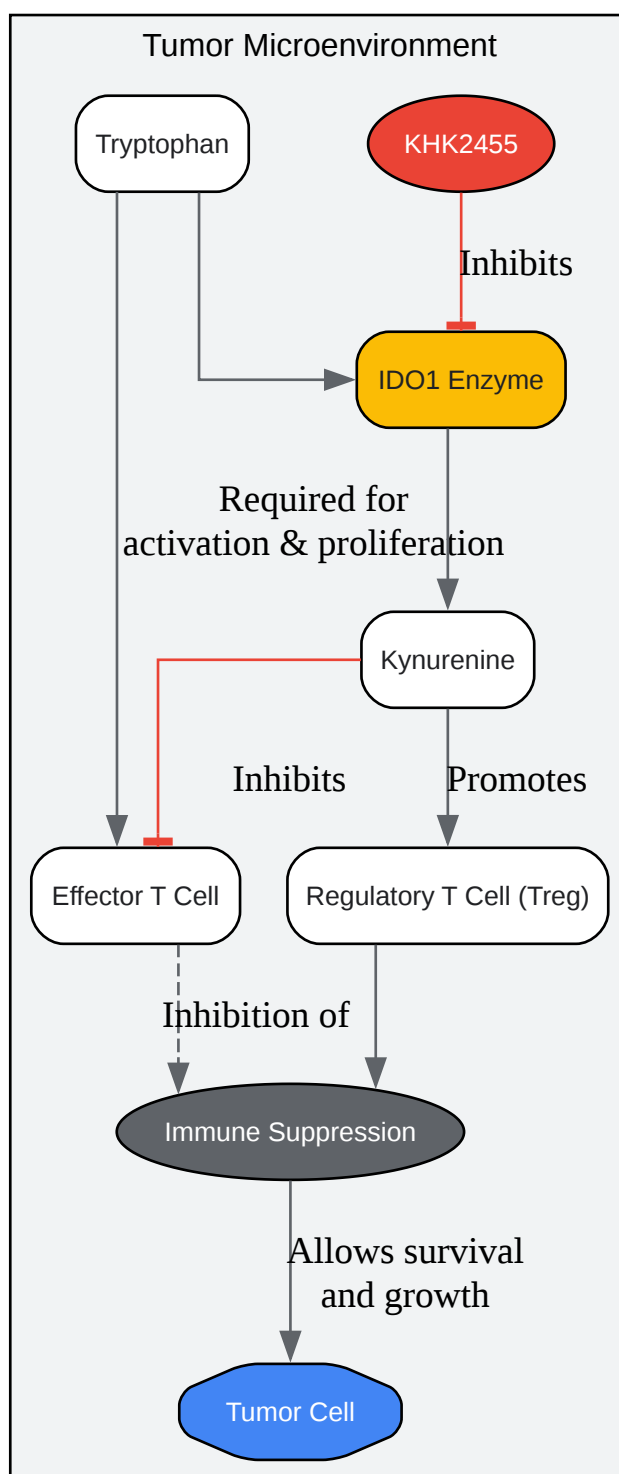 Tumor Microenvironment
Tryptophan
KHK2455
Inhibits
IDO1 Enzyme
Required for
activation & proliferation
Kynurenine
Inhibits
Promotes
Effector T Cell
Regulatory T Cell (Treg)
Inhibition of
Immune Suppression
Allows survival
and growth
Tumor Cell